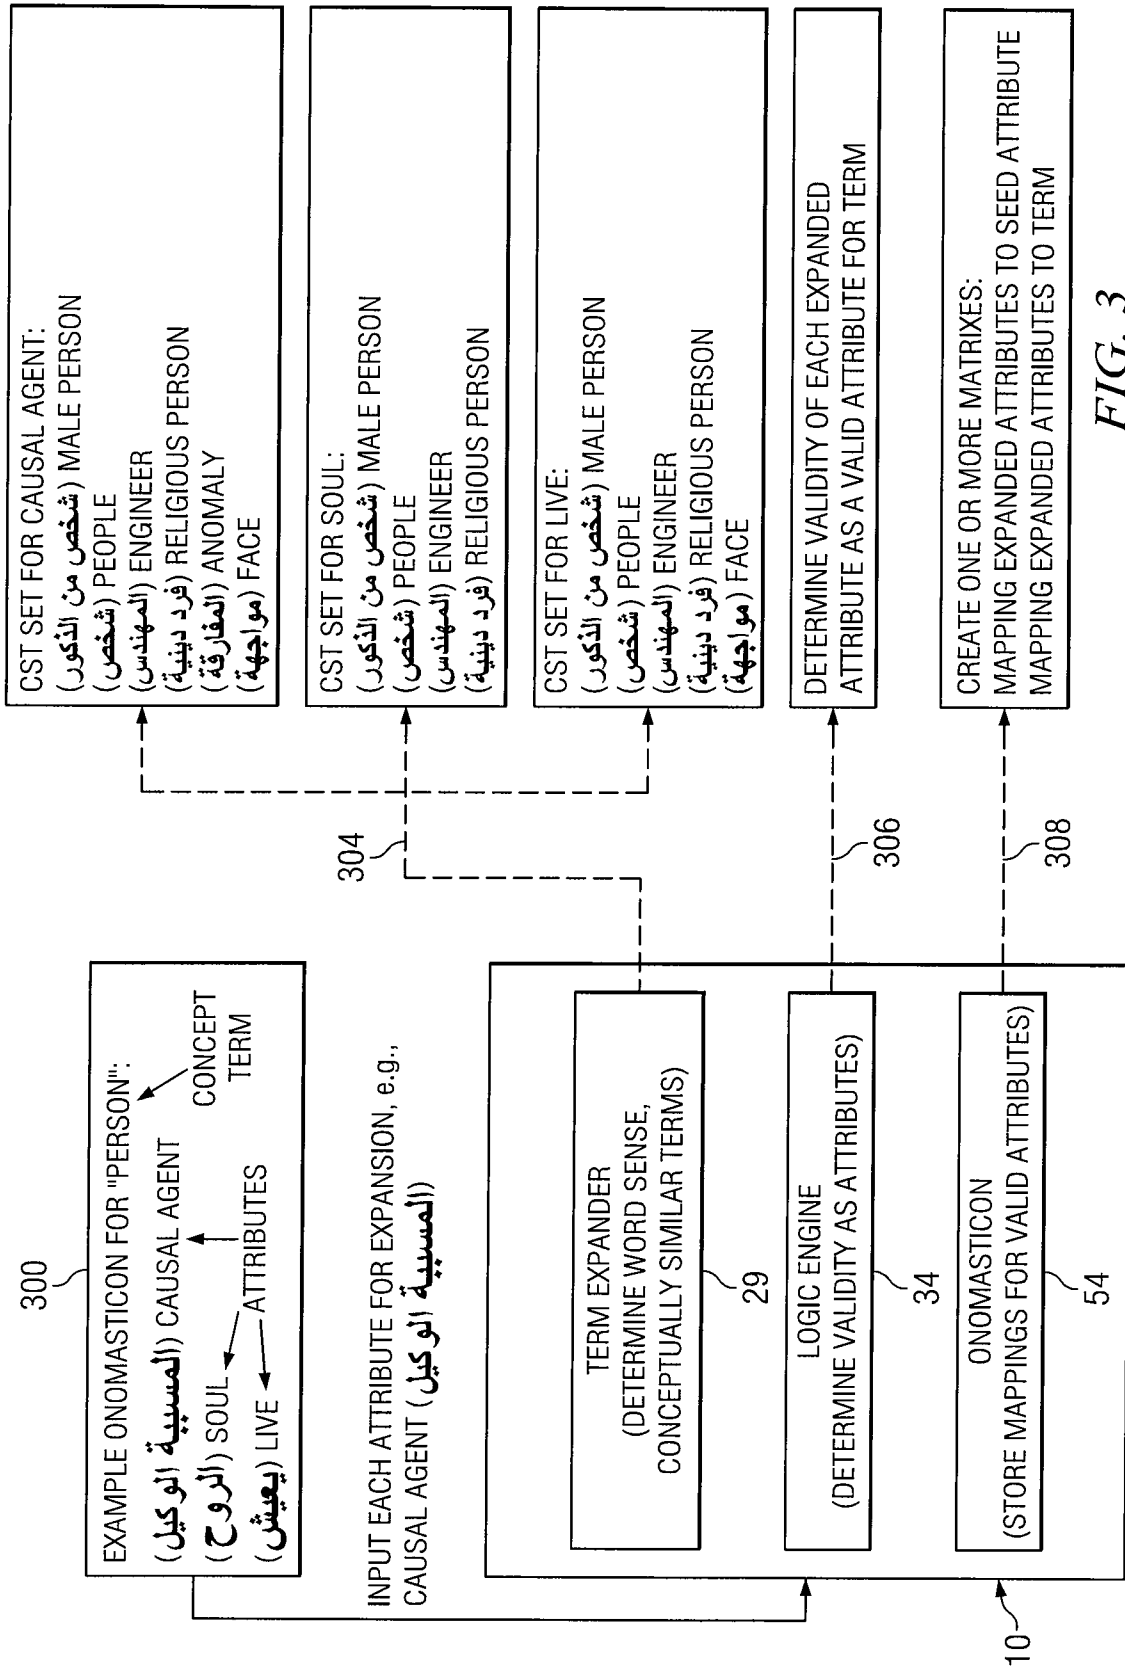 300
EXAMPLE ONOMASTICON FOR "PERSON":
(المسببة الوكيل) CAUSAL AGENT
(الروح) SOUL
(يعيش) LIVE
ATTRIBUTES
CONCEPT
TERM
INPUT EACH ATTRIBUTE FOR EXPANSION, e.g.,
CAUSAL AGENT (المسببة الوكيل)
10
TERM EXPANDER
(DETERMINE WORD SENSE,
CONCEPTUALLY SIMILAR TERMS)
29
LOGIC ENGINE
(DETERMINE VALIDITY AS ATTRIBUTES)
34
ONOMASTICON
(STORE MAPPINGS FOR VALID ATTRIBUTES)
54
304
306
308
CST SET FOR CAUSAL AGENT:
(شخص من الذكور) MALE PERSON
(شخص) PEOPLE
(المهندس) ENGINEER
(فرد دينية) RELIGIOUS PERSON
(المفارقة) ANOMALY
(مواجهة) FACE
CST SET FOR SOUL:
(شخص من الذكور) MALE PERSON
(شخص) PEOPLE
(المهندس) ENGINEER
(فرد دينية) RELIGIOUS PERSON
CST SET FOR LIVE:
(شخص من الذكور) MALE PERSON
(شخص) PEOPLE
(المهندس) ENGINEER
(فرد دينية) RELIGIOUS PERSON
(مواجهة) FACE
DETERMINE VALIDITY OF EACH EXPANDED
ATTRIBUTE AS A VALID ATTRIBUTE FOR TERM
CREATE ONE OR MORE MATRIXES:
MAPPING EXPANDED ATTRIBUTES TO SEED ATTRIBUTE
MAPPING EXPANDED ATTRIBUTES TO TERM
FIG. 3